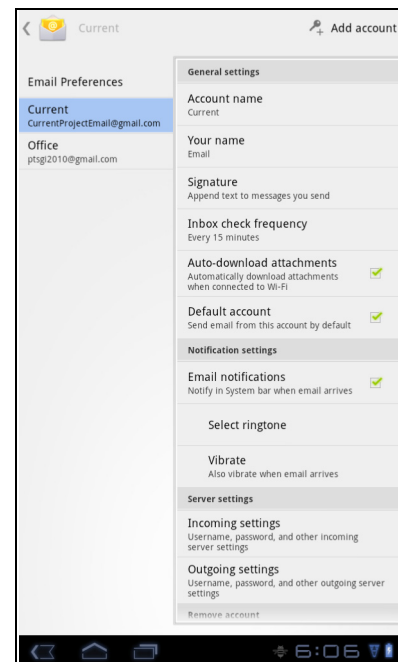 Current
Add account
Email Preferences
Current
CurrentProjectEmail@gmail.com
Office
ptsgi2010@gmail.com
General settings
Account name
Current
Your name
Email
Signature
Append text to messages you send
Inbox check frequency
Every 15 minutes
Auto-download attachments
Automatically download attachments
when connected to Wi-Fi
Default account
Send email from this account by default
Notification settings
Email notifications
Notify in System bar when email arrives
Select ringtone
Vibrate
Also vibrate when email arrives
Server settings
Incoming settings
Username, password, and other incoming
server settings
Outgoing settings
Username, password, and other outgoing server
settings
Remove account
6:06